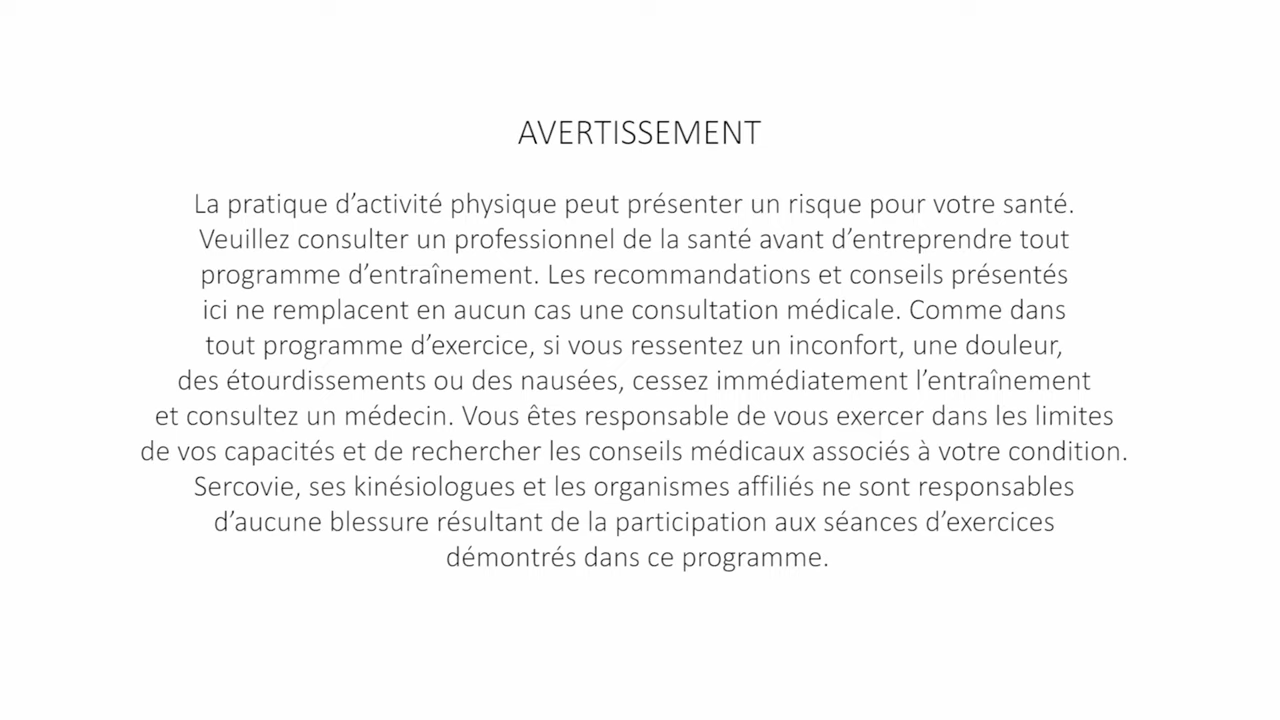 AVERTISSEMENT
La pratique d’activité physique peut présenter un risque pour votre santé.
Veuillez consulter un professionnel de la santé avant d’entreprendre tout
programme d’entraînement. Les recommandations et conseils présentés
ici ne remplacent en aucun cas une consultation médicale. Comme dans
tout programme d’exercice, si vous ressentez un inconfort, une douleur,
des étourdissements ou des nausées, cessez immédiatement l’entraînement
et consultez un médecin. Vous êtes responsable de vous exercer dans les limites
de vos capacités et de rechercher les conseils médicaux associés à votre condition.
Sercovie, ses kinésiologues et les organismes affiliés ne sont responsables
d’aucune blessure résultant de la participation aux séances d’exercices
démontrés dans ce programme.